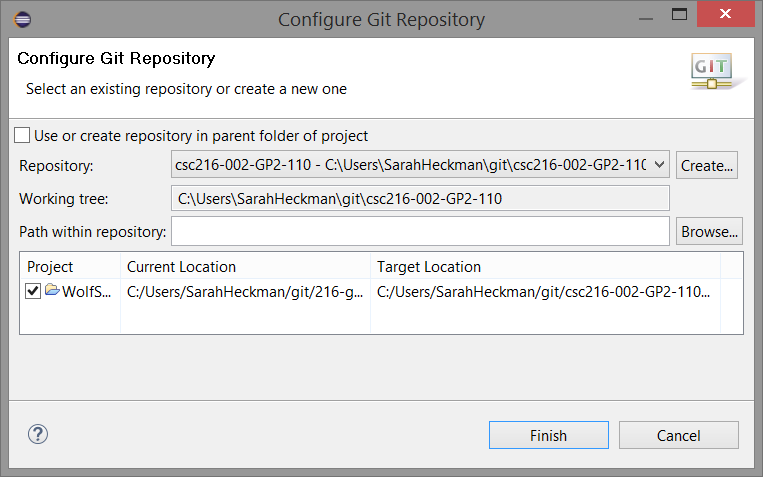 Configure Git Repository
Configure Git Repository
Select an existing repository or create a new one
GIT
Use or create repository in parent folder of project
Repository: csc216-002-GP2-110 - C:\Users\SarahHeckman\git\csc216-002-GP2-110 Create...
Working tree: C:\Users\SarahHeckman\git\csc216-002-GP2-110
Path within repository: Browse...
Project Current Location Target Location
WolfS... C:/Users/SarahHeckman/git/216-g... C:/Users/SarahHeckman/git/csc216-002-GP2-110...
? Finish Cancel